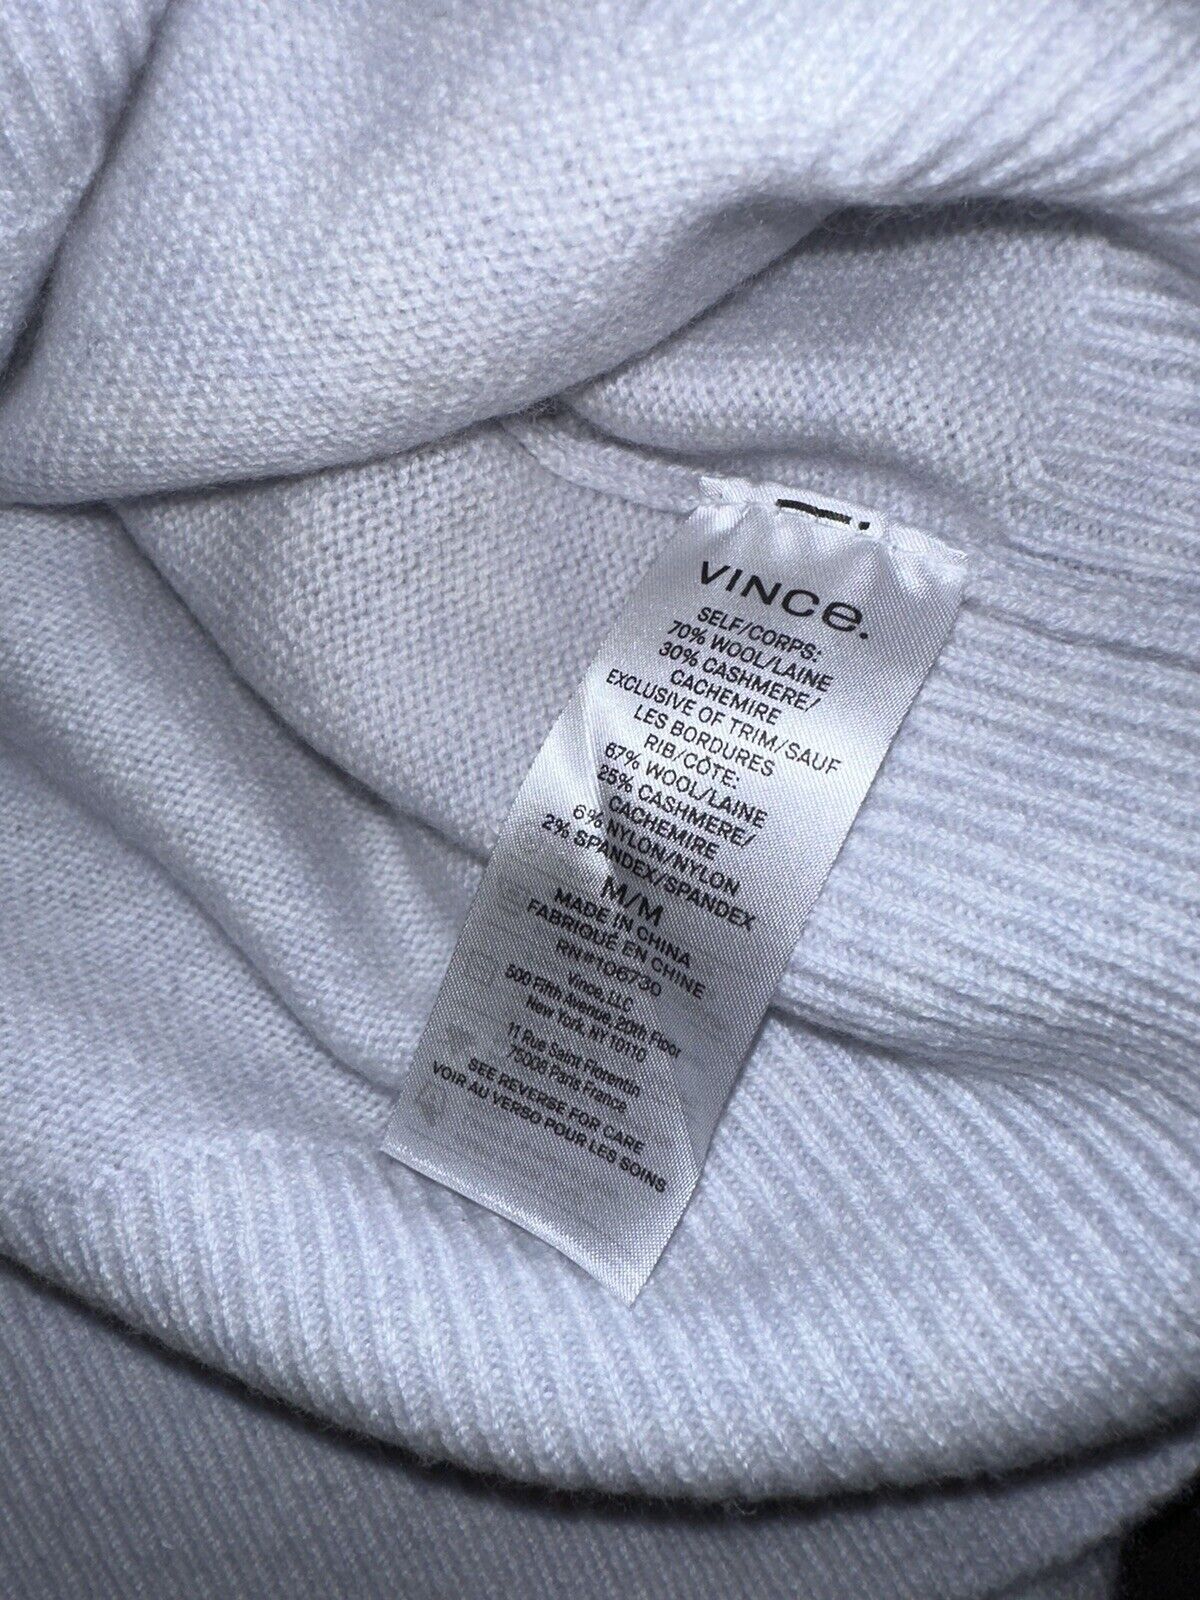 VINCE.
SELF/CORPS:
70% WOOL/LAINE
30% CASHMERE/
CACHEMIRE
EXCLUSIVE OF TRIM/SAUF
LES BORDURES
RIB/CÔTE:
67% WOOL/LAINE
25% CASHMERE/
CACHEMIRE
6% NYLON/NYLON
2% SPANDEX/SPANDEX
M/M
MADE IN CHINA
FABRIQUÉ EN CHINE
RN#106730
Vince, LLC
500 Fifth Avenue, 20th Floor
New York, NY 10110
11 Rue Saint Florentin
75008 Paris France
SEE REVERSE FOR CARE
VOIR AU VERSO POUR LES SOINS